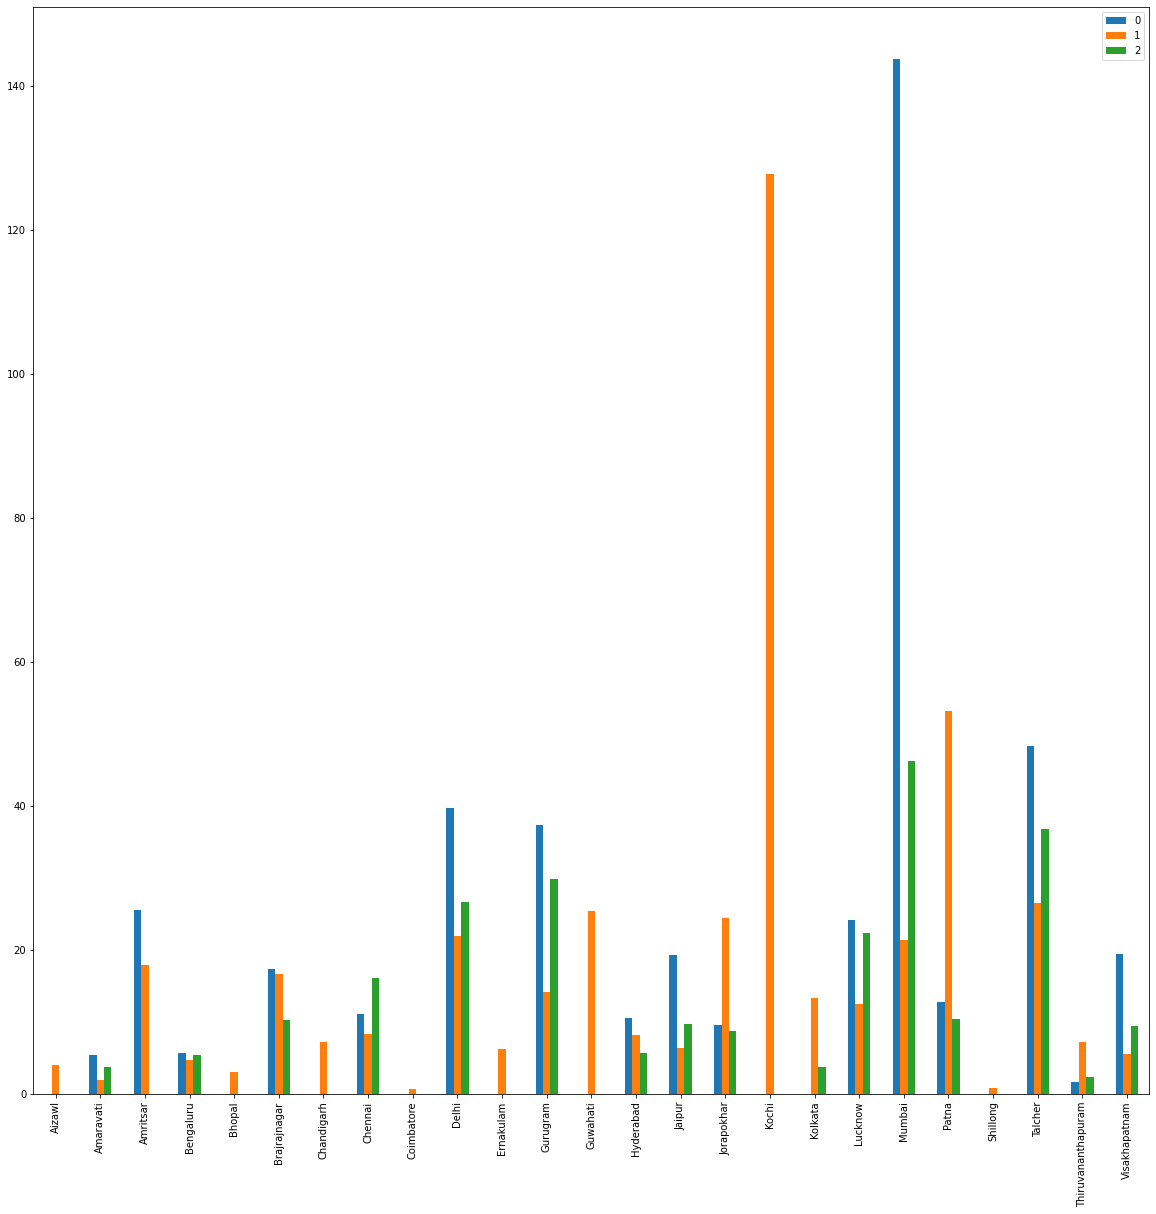 0
1
2
140
120
100
80
60
40
20
0
Aizawl
Amaravati
Amritsar
Bengaluru
Bhopal
Brajrajnagar
Chandigarh
Chennai
Coimbatore
Delhi
Ernakulam
Gurugram
Guwahati
Hyderabad
Jaipur
Jorapokhar
Kochi
Kolkata
Lucknow
Mumbai
Patna
Shillong
Talcher
Thiruvananthapuram
Visakhapatnam